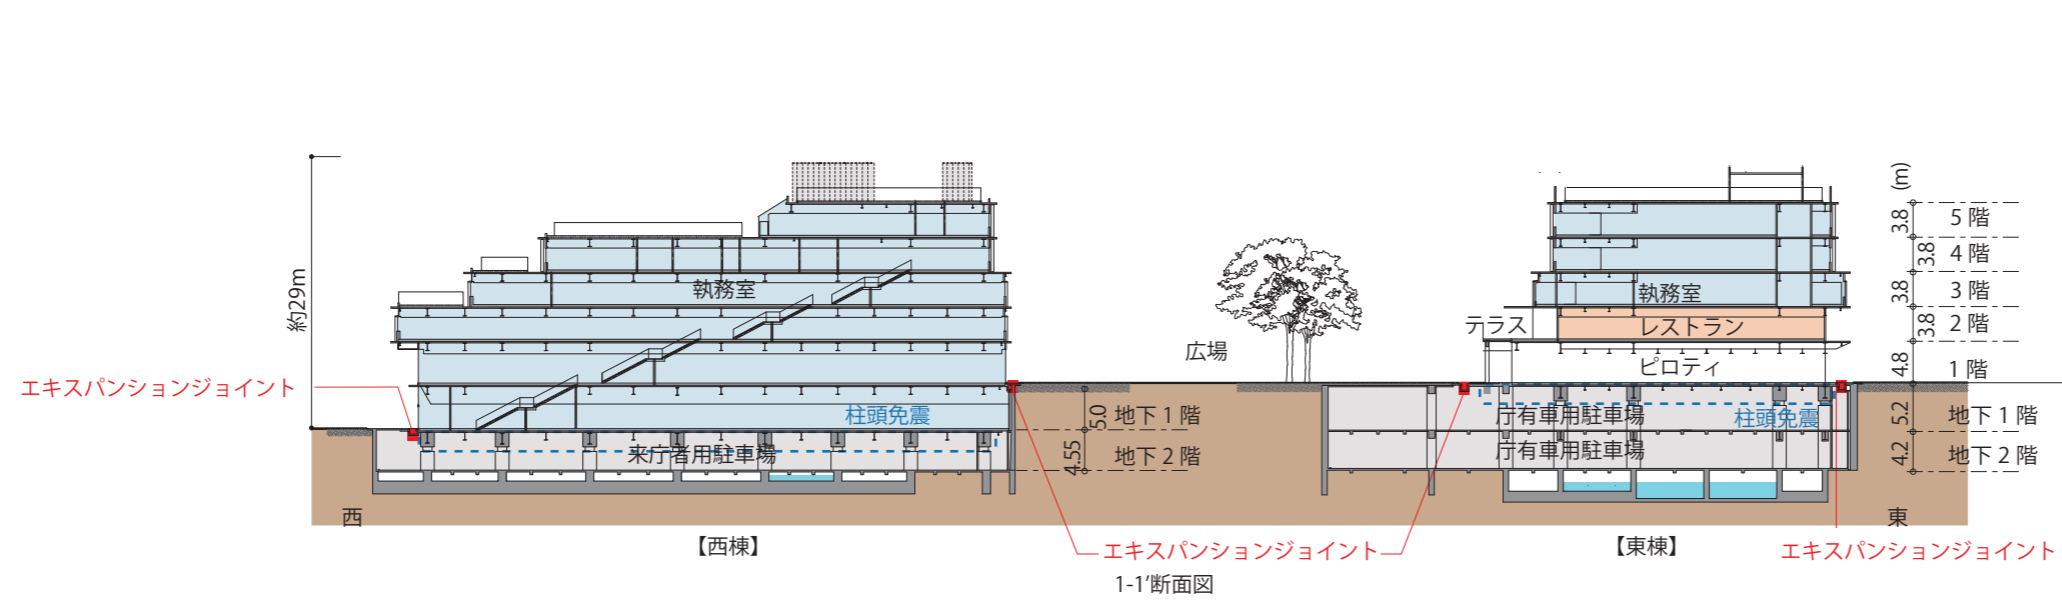 約29m
エキスパンションジョイント
執務室
柱頭免震
来庁者用駐車場
西
【西棟】
5.0
地下 1 階
4.55
地下 2 階
広場
エキスパンションジョイント
1-1'断面図
テラス
執務室
レストラン
ピロティ
庁有車用駐車場
柱頭免震
庁有車用駐車場
【東棟】
東
エキスパンションジョイント
(m)
3.8
5 階
3.8
4 階
3.8
3 階
3.8
2 階
4.8
1 階
5.2
地下 1 階
4.2
地下 2 階